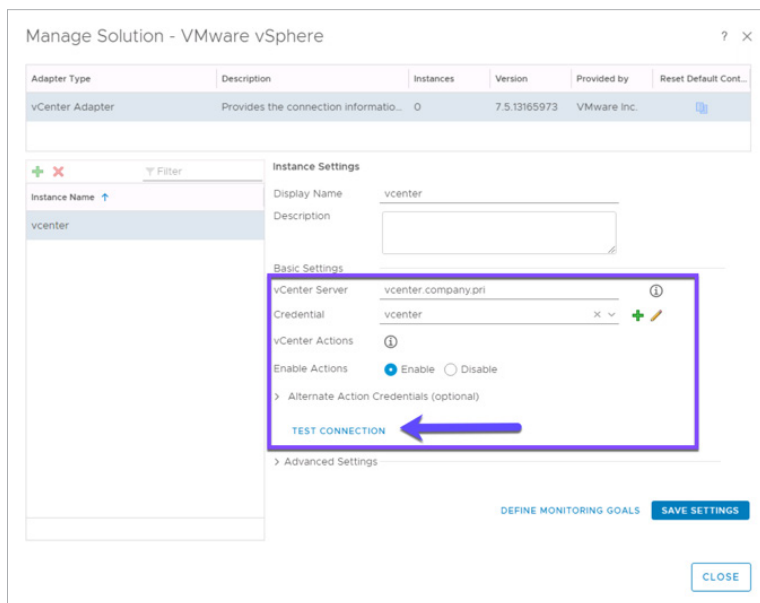 Manage Solution - VMware vSphere ? ×
Adapter Type Description Instances Version Provided by Reset Default Cont...
vCenter Adapter Provides the connection informatio... 0 7.5.13165973 VMware Inc.
Filter
Instance Name
vcenter
Instance Settings
Display Name vcenter
Description
Basic Settings
vCenter Server vcenter.company.pri
Credential vcenter
vCenter Actions
Enable Actions Enable Disable
Alternate Action Credentials (optional)
TEST CONNECTION
Advanced Settings
DEFINE MONITORING GOALS SAVE SETTINGS
CLOSE